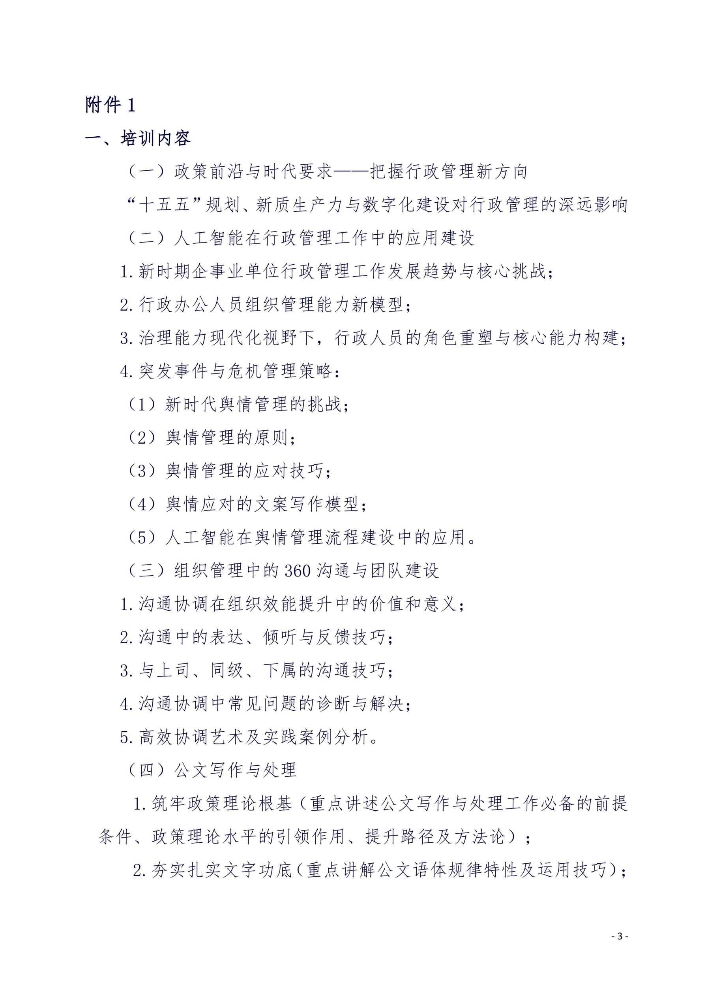 附件1
一、培训内容
（一）政策前沿与时代要求——把握行政管理新方向
“十五五”规划、新质生产力与数字化建设对行政管理的深远影响
（二）人工智能在行政管理工作中的应用建设
1.新时期企事业单位行政管理工作发展趋势与核心挑战；
2.行政办公人员组织管理能力新模型；
3.治理能力现代化视野下，行政人员的角色重塑与核心能力构建；
4.突发事件与危机管理策略：
（1）新时代舆情管理的挑战；
（2）舆情管理的原则；
（3）舆情管理的应对技巧；
（4）舆情应对的文案写作模型；
（5）人工智能在舆情管理流程建设中的应用。
（三）组织管理中的360沟通与团队建设
1.沟通协调在组织效能提升中的价值和意义；
2.沟通中的表达、倾听与反馈技巧；
3.与上司、同级、下属的沟通技巧；
4.沟通协调中常见问题的诊断与解决；
5.高效协调艺术及实践案例分析。
（四）公文写作与处理
1.筑牢政策理论根基（重点讲述公文写作与处理工作必备的前提
条件、政策理论水平的引领作用、提升路径及方法论）；
2.夯实扎实文字功底（重点讲解公文语体规律特性及运用技巧）；
- 3 -